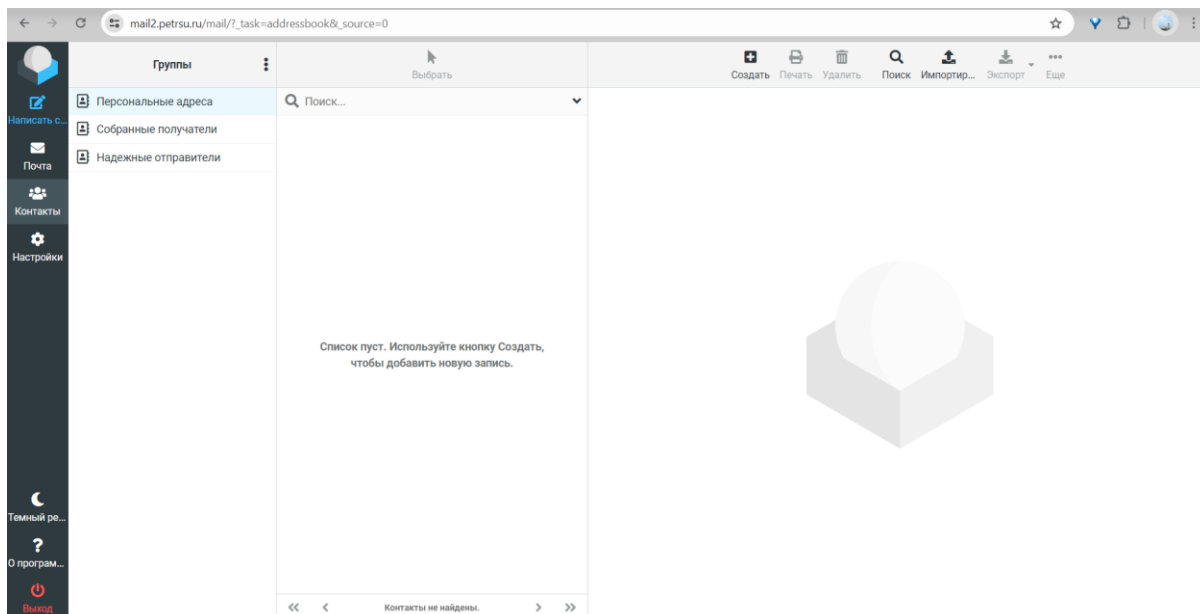 mail2.petrsu.ru/mail/?_task=addressbook&_source=0
Написать с...
Почта
Контакты
Настройки
Темный ре...
О програм...
Выход
Группы
Персональные адреса
Собранные получатели
Надежные отправители
Выбрать
Поиск...
Список пуст. Используйте кнопку Создать,
чтобы добавить новую запись.
Контакты не найдены.
Создать Печать Удалить Поиск Импортир... Экспорт Еще